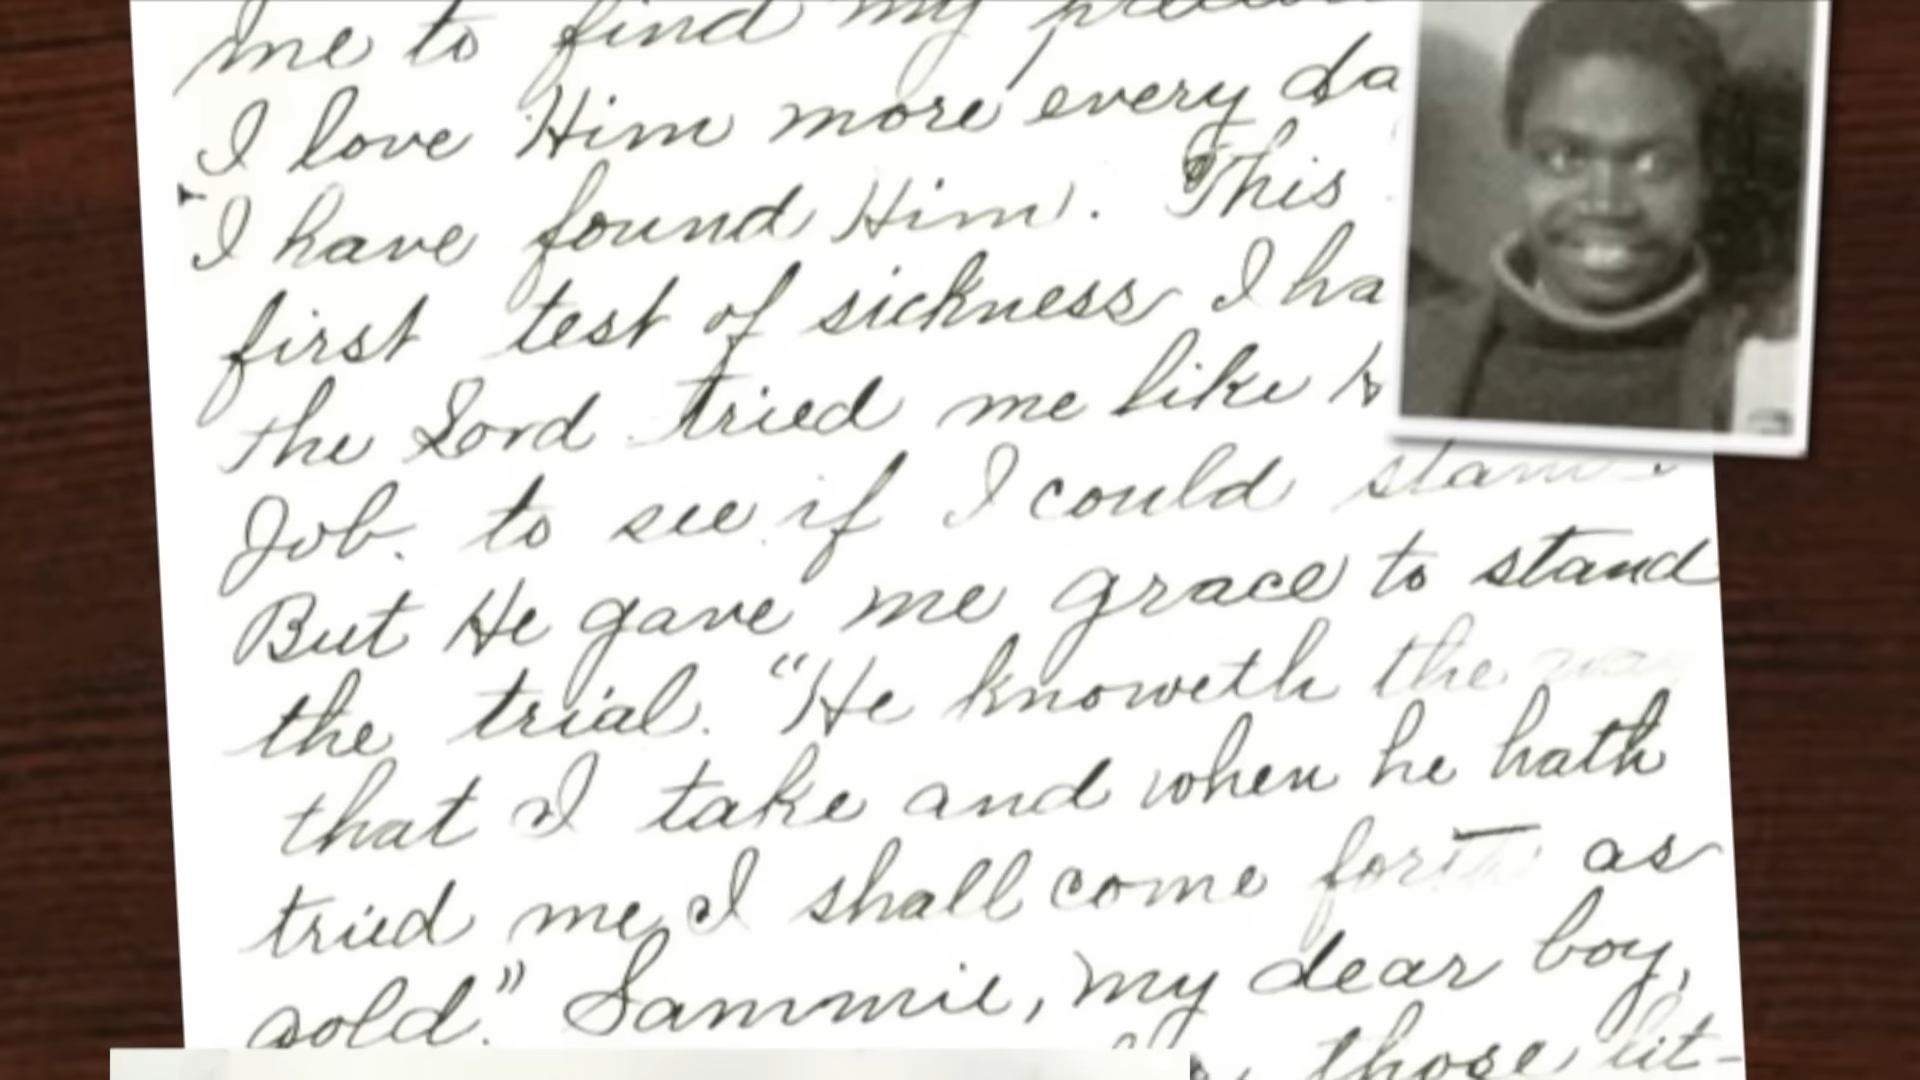 me to find my
I love Him more every da
I have found Him. This
first test of sickness I ha
the Lord tried me like
Job. to see if I could stand
But He gave me grace to stand
the trial. "He knoweth the way
that I take and when he hath
tried me, I shall come forth as
gold." Sammie, my dear boy,
those lit-